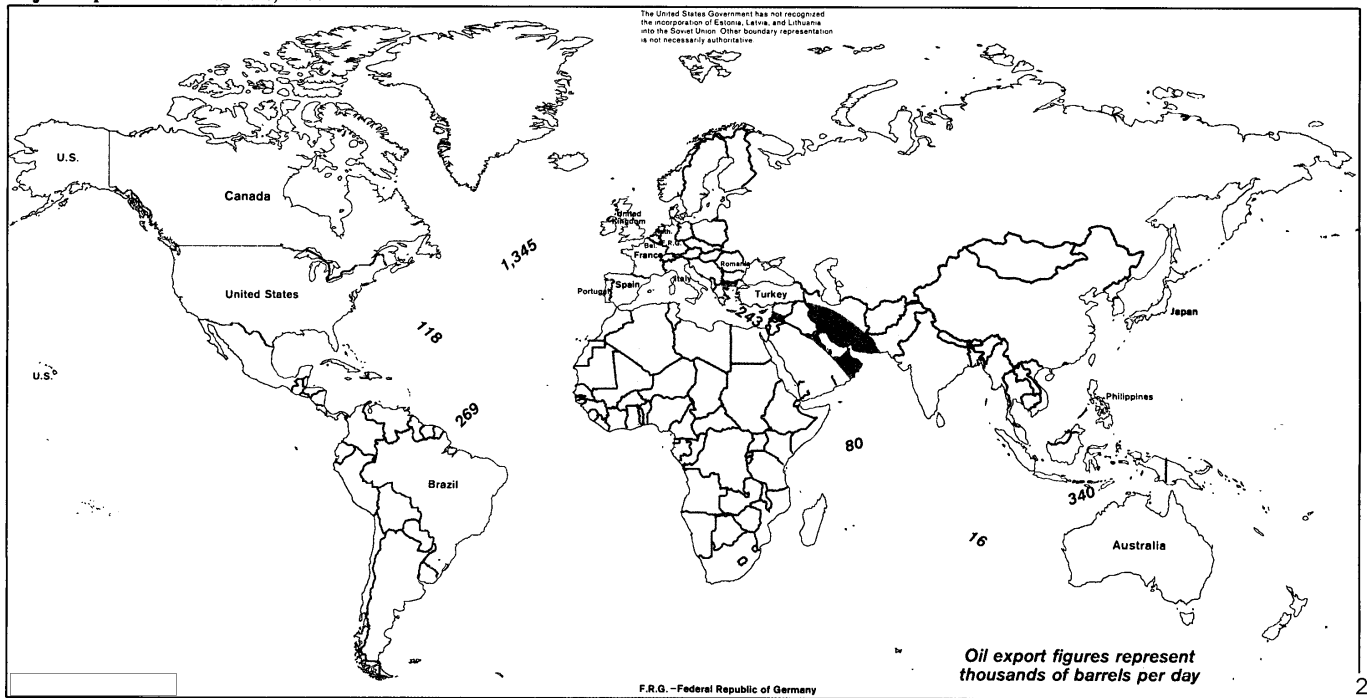 The United States Government has not recognized
the incorporation of Estonia, Latvia, and Lithuania
into the Soviet Union Other boundary representation
is not necessarily authoritative
U.S.
Canada
United States
U.S.
Brazil
1,345
118
269
United
Kingdom
Bel.
F.R.G.
France
Romania
Italy
Spain
Portugal
Turkey
243
Japan
Philippines
80
340
16
Australia
Oil export figures represent
thousands of barrels per day
F.R.G. –Federal Republic of Germany
2